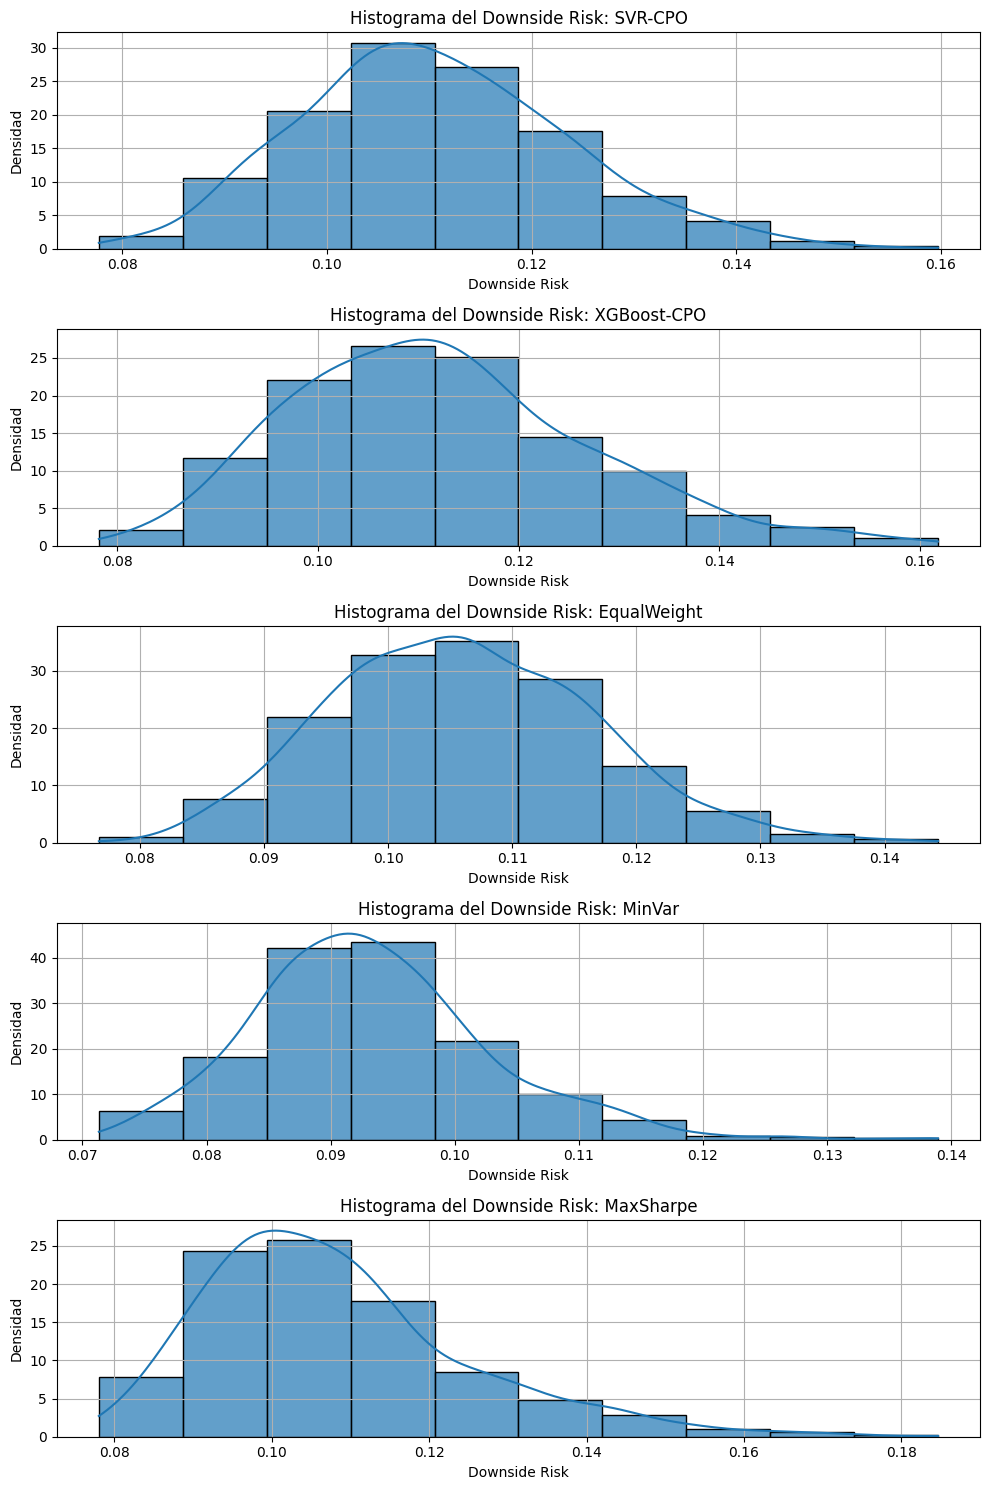 Histograma del Downside Risk: SVR-CPO
30
25
20
15
10
5
0
Densidad
0.08 0.10 0.12 0.14 0.16
Downside Risk
Histograma del Downside Risk: XGBoost-CPO
25
20
15
10
5
0
Densidad
0.08 0.10 0.12 0.14 0.16
Downside Risk
Histograma del Downside Risk: EqualWeight
30
20
10
0
Densidad
0.08 0.09 0.10 0.11 0.12 0.13 0.14
Downside Risk
Histograma del Downside Risk: MinVar
40
30
20
10
0
Densidad
0.07 0.08 0.09 0.10 0.11 0.12 0.13 0.14
Downside Risk
Histograma del Downside Risk: MaxSharpe
25
20
15
10
5
0
Densidad
0.08 0.10 0.12 0.14 0.16 0.18
Downside Risk